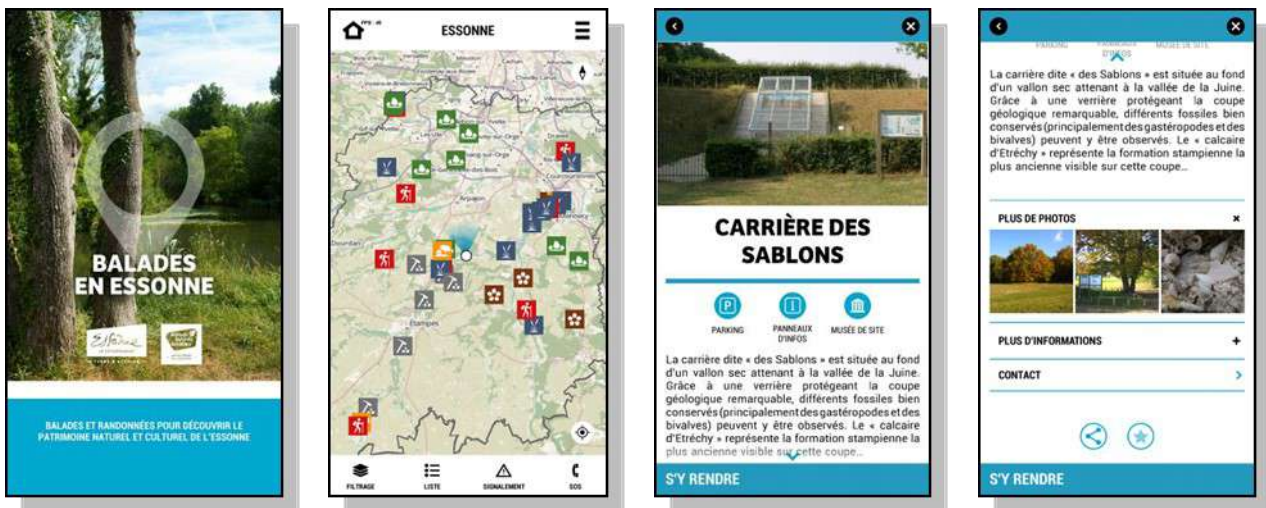 BALADES
EN ESSONNE
Essonne
BALADES ET RANDONNÉES POUR DÉCOUVRIR LE
PATRIMOINE NATUREL ET CULTUREL DE L'ESSONNE
ESSONNE
Arpajon
Dourdan
Étampes
FILTRAGE
LISTE
SIGNALEMENT
SOS
CARRIÈRE DES
SABLONS
PARKING
PANNEAUX
D'INFOS
MUSÉE DE SITE
La carrière dite « des Sablons » est située au fond
d'un vallon sec attenant à la vallée de la Juine.
Grâce à une verrière protégeant la coupe
géologique remarquable, différents fossiles bien
conservés (principalement des gastéropodes et des
bivalves) peuvent y être observés. Le « calcaire
d'Etréchy » représente la formation stampienne la
plus ancienne visible sur cette coupe...
S'Y RENDRE
PARKING
PANNEAUX
D'INFOS
MUSÉE DE SITE
La carrière dite « des Sablons » est située au fond
d'un vallon sec attenant à la vallée de la Juine.
Grâce à une verrière protégeant la coupe
géologique remarquable, différents fossiles bien
conservés (principalement des gastéropodes et des
bivalves) peuvent y être observés. Le « calcaire
d'Etréchy » représente la formation stampienne la
plus ancienne visible sur cette coupe...
PLUS DE PHOTOS
PLUS D'INFORMATIONS
CONTACT
S'Y RENDRE